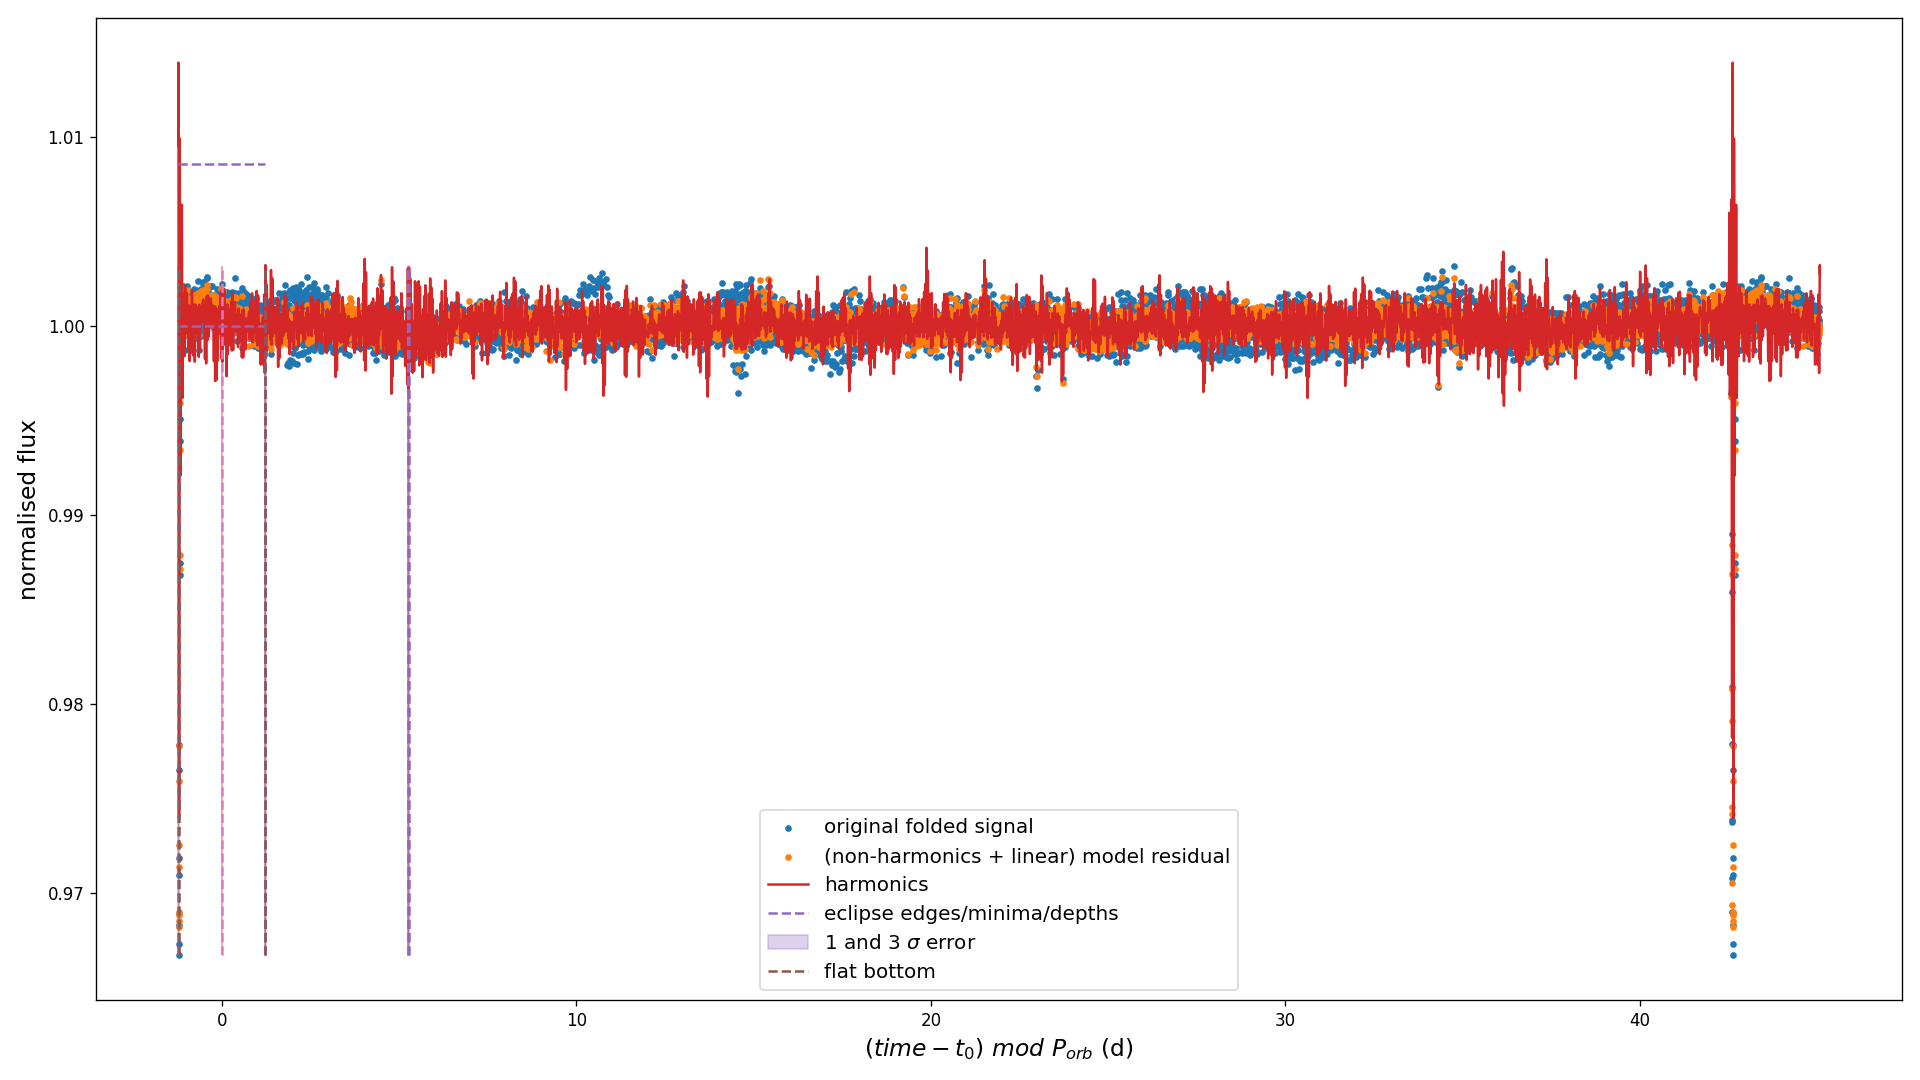 normalised flux
1.01
1.00
0.99
0.98
0.97
original folded signal
(non-harmonics + linear) model residual
harmonics
eclipse edges/minima/depths
1 and 3 σ error
flat bottom
0
10
20
30
40
(time − t₀) mod P_orb (d)